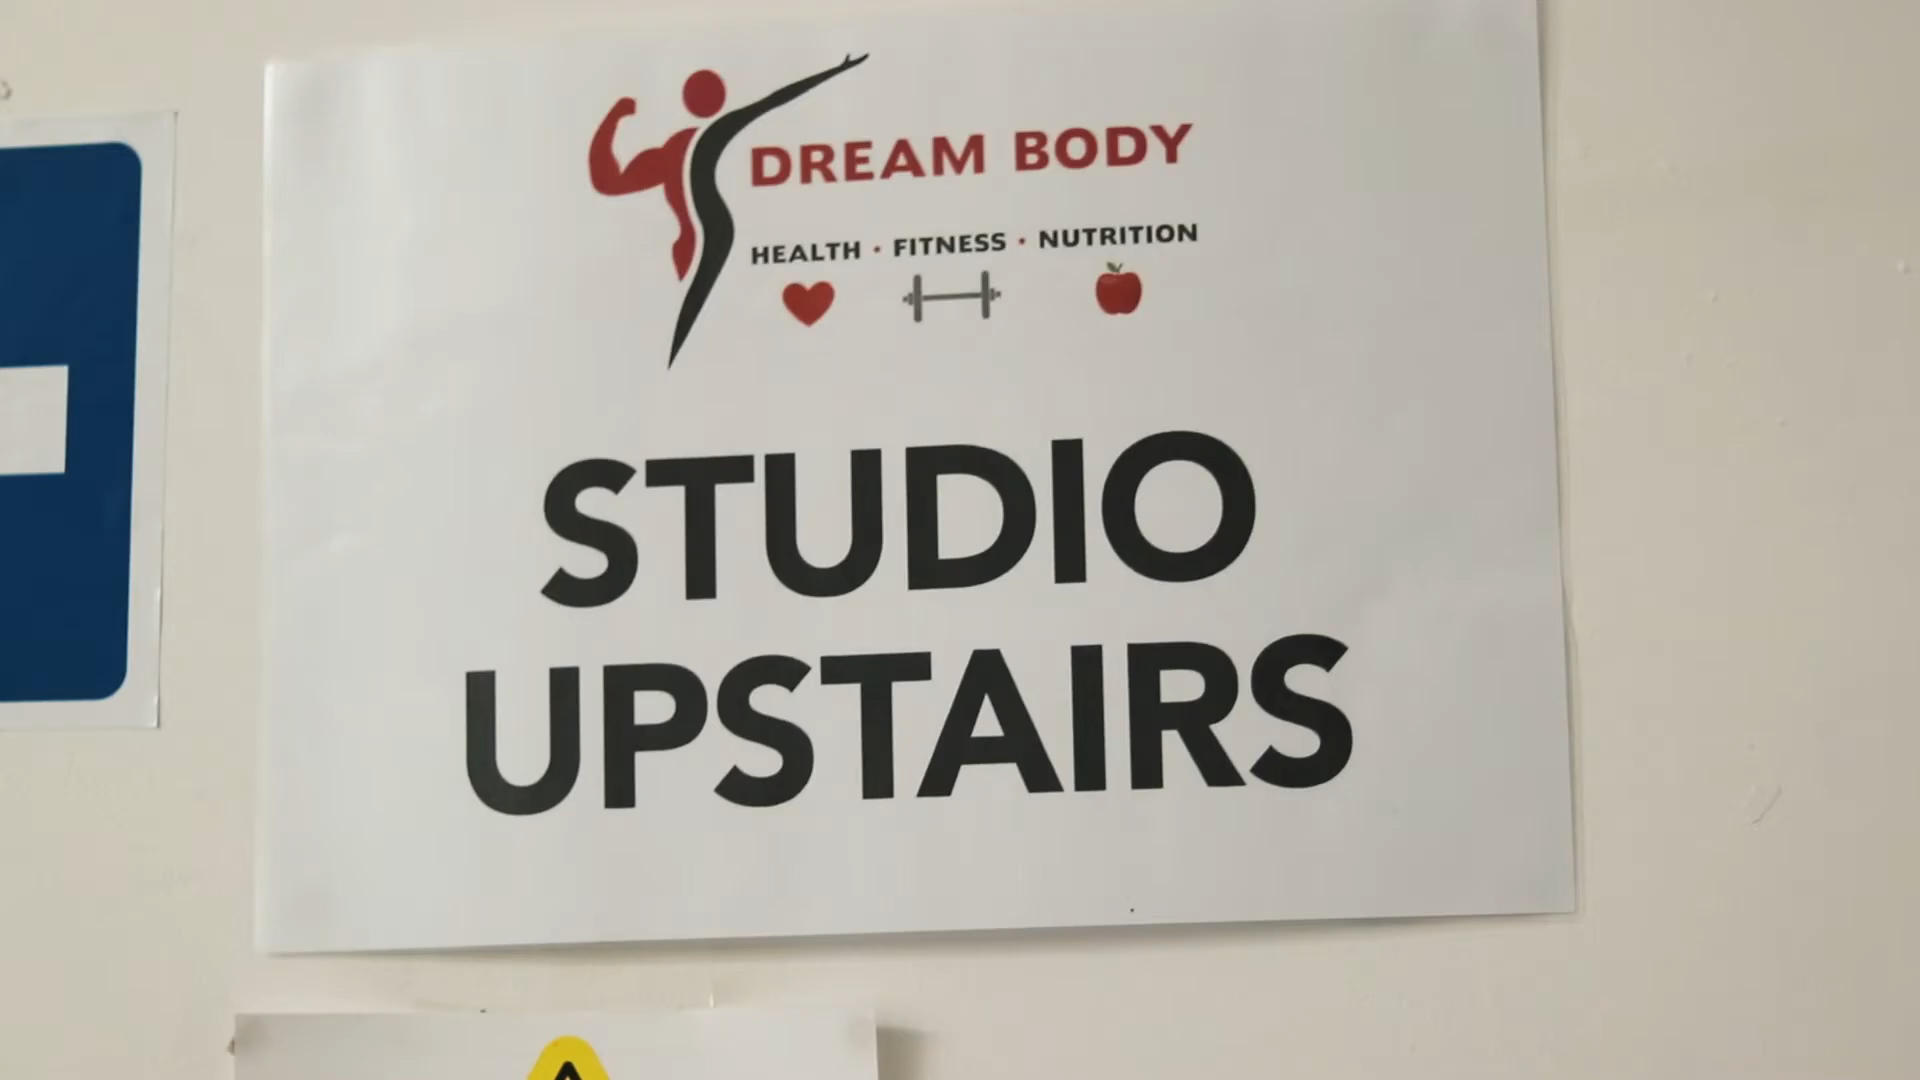 DREAM BODY
HEALTH · FITNESS · NUTRITION
STUDIO
UPSTAIRS